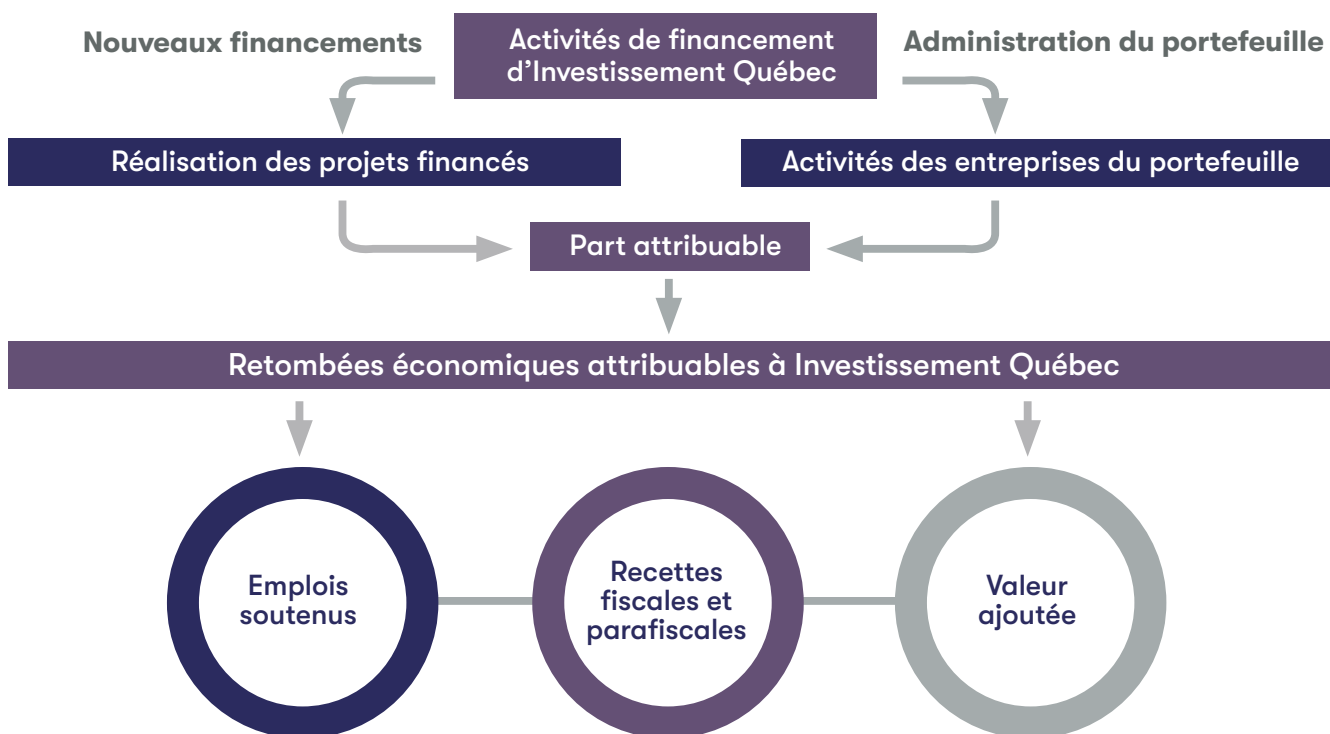 Nouveaux financements
Activités de financement
d’Investissement Québec
Administration du portefeuille
Réalisation des projets financés
Activités des entreprises du portefeuille
Part attribuable
Retombées économiques attribuables à Investissement Québec
Emplois
soutenus
Recettes
fiscales et
parafiscales
Valeur
ajoutée